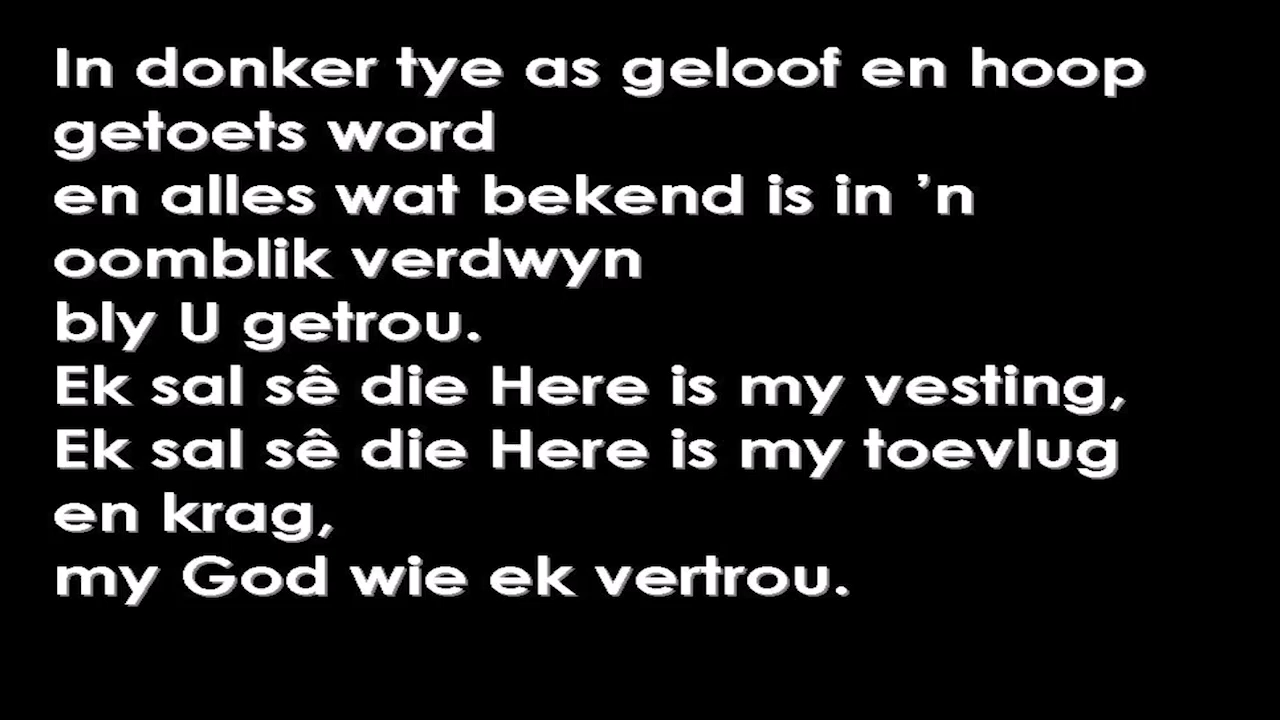 In donker tye as geloof en hoop
getoets word
en alles wat bekend is in ’n
oomblik verdwyn
bly U getrou.
Ek sal sê die Here is my vesting,
Ek sal sê die Here is my toevlug
en krag,
my God wie ek vertrou.